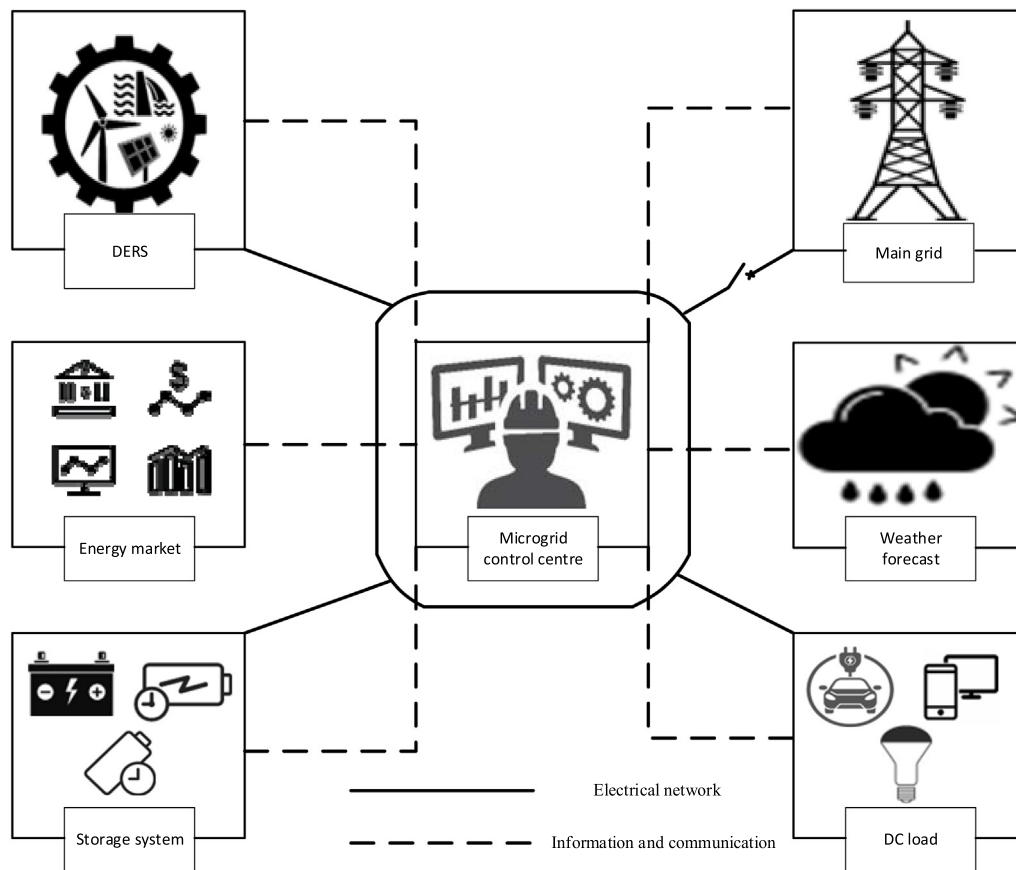 DERS
Main grid
Energy market
Microgrid
control centre
Weather
forecast
Storage system
Electrical network
Information and communication
DC load